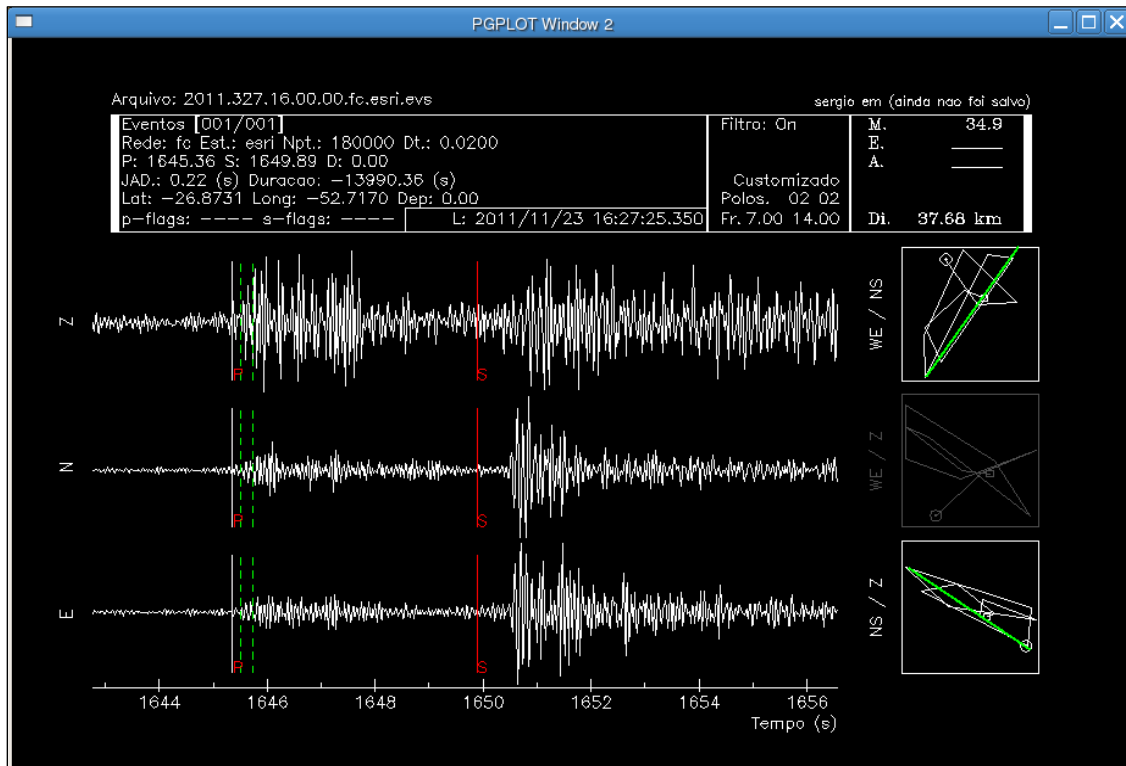 PGPLOT Window 2
Arquivo: 2011.327.16.00.00.fc.esri.evs
sergio em (ainda nao foi salvo)
Eventos [001/001]
Rede: fc Est.: esri Npt.: 180000 Dt.: 0.0200
P: 1645.36 S: 1649.89 D: 0.00
JAD.: 0.22 (s) Duracao: -13990.36 (s)
Lat: -26.8731 Long: -52.7170 Dep: 0.00
p-flags: ---- s-flags: ----
L: 2011/11/23 16:27:25.350
Filtro: On
Customizado
Polos. 02 02
Fr. 7.00 14.00
M. 34.9
E. ____
A. ____
Di. 37.68 km
Z
P
S
WE / NS
N
P
S
WE / Z
E
P
S
NS / Z
1644 1646 1648 1650 1652 1654 1656
Tempo (s)